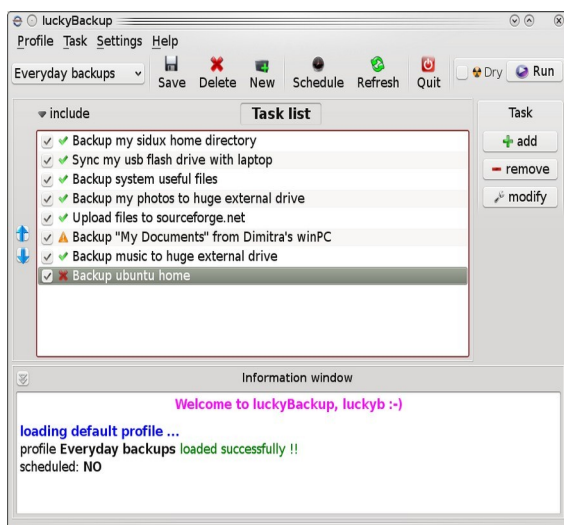 luckyBackup
Profile Task Settings Help
Everyday backups Save Delete New Schedule Refresh Quit Dry Run
include Task list Task
Backup my sidux home directory
add
Sync my usb flash drive with laptop
Backup system useful files
remove
Backup my photos to huge external drive
modify
Upload files to sourceforge.net
Backup "My Documents" from Dimitra's winPC
Backup music to huge external drive
Backup ubuntu home
Information window
Welcome to luckyBackup, luckyb :-)
loading default profile ...
profile Everyday backups loaded successfully !!
scheduled: NO